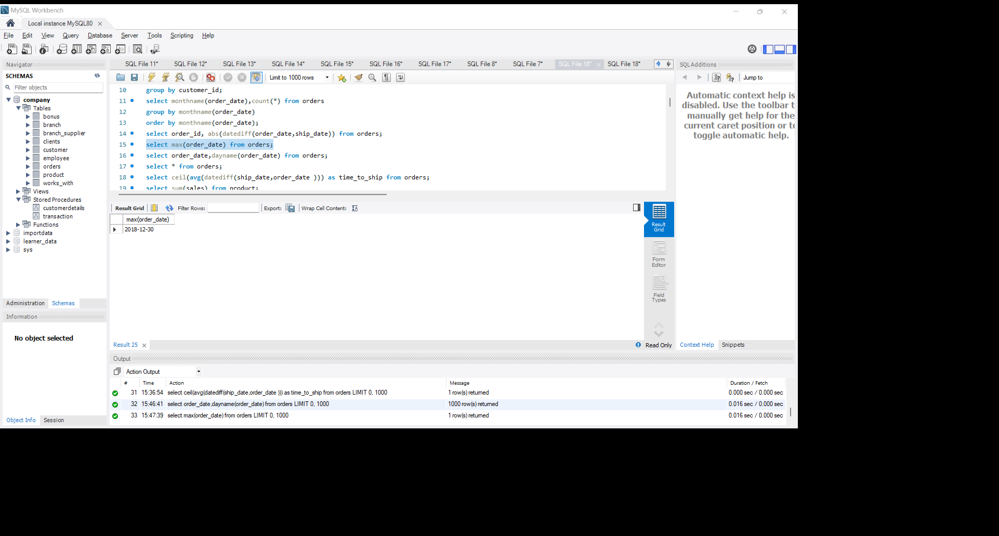 MySQL Workbench
Local instance MySQL80
File Edit View Query Database Server Tools Scripting Help
Navigator
SCHEMAS
Filter objects
company
Tables
bonus
branch
branch_supplier
clients
customer
employee
orders
product
works_with
Views
Stored Procedures
customerdetails
transaction
Functions
importdata
learner_data
sys
Administration Schemas
Information
No object selected
Object Info Session
SQL File 11* SQL File 12* SQL File 13* SQL File 14* SQL File 15* SQL File 16* SQL File 17* SQL File 8* SQL File 7* SQL File 18* SQL File 18*
Limit to 1000 rows
10 group by customer_id;
11 select monthname(order_date),count(*) from orders
12 group by monthname(order_date)
13 order by monthname(order_date);
14 select order_id, abs(datediff(order_date,ship_date)) from orders;
15 select max(order_date) from orders;
16 select order_date,dayname(order_date) from orders;
17 select * from orders;
18 select ceil(avg(datediff(ship_date,order_date ))) as time_to_ship from orders;
19 select sum(sales) from product;
Result Grid Filter Rows: Export: Wrap Cell Content:
max(order_date)
2018-12-30
Result Grid
Form Editor
Field Types
Result 25
Read Only
SQLAdditions
Jump to
Automatic context help is
disabled. Use the toolbar t
manually get help for the
current caret position or to
toggle automatic help.
Context Help Snippets
Output
Action Output
# Time Action Message Duration / Fetch
31 15:36:54 select ceil(avg(datediff(ship_date,order_date ))) as time_to_ship from orders LIMIT 0, 1000 1 row(s) returned 0.000 sec / 0.000 sec
32 15:46:41 select order_date,dayname(order_date) from orders LIMIT 0, 1000 1000 row(s) returned 0.016 sec / 0.000 sec
33 15:47:39 select max(order_date) from orders LIMIT 0, 1000 1 row(s) returned 0.016 sec / 0.000 sec